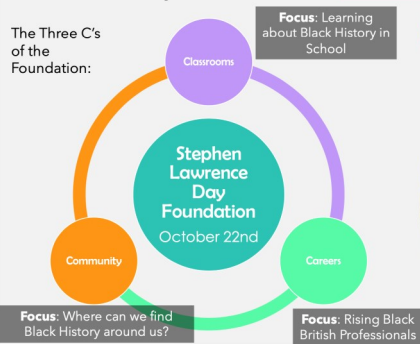 The Three C's
of the
Foundation:
Focus: Learning
about Black History in
School
Classrooms
Stephen
Lawrence
Day
Foundation
October 22nd
Community
Careers
Focus: Where can we find
Black History around us?
Focus: Rising Black
British Professionals